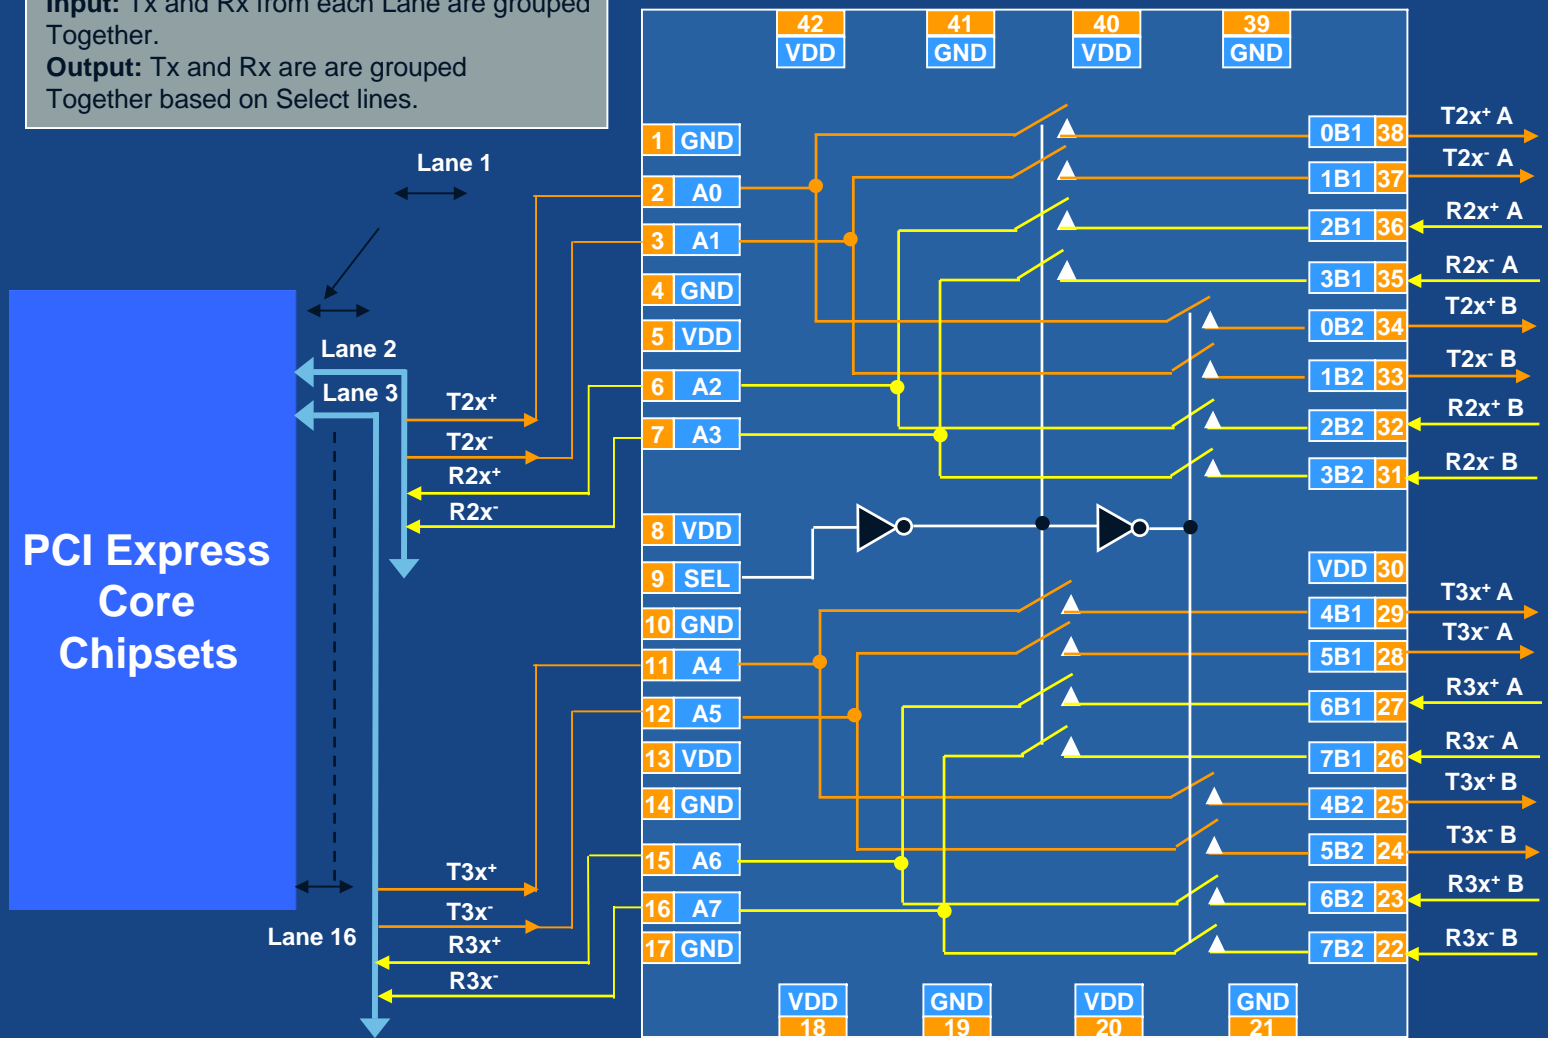 Input: Tx and Rx from each Lane are grouped
Together.
Output: Tx and Rx are are grouped
Together based on Select lines.
42 41 40 39
VDD GND VDD GND
Lane 1
Lane 2
Lane 3
Lane 16
PCI Express
Core
Chipsets
T2x+
T2x-
R2x+
R2x-
T3x+
T3x-
R3x+
R3x-
1 GND
2 A0
3 A1
4 GND
5 VDD
6 A2
7 A3
8 VDD
9 SEL
10 GND
11 A4
12 A5
13 VDD
14 GND
15 A6
16 A7
17 GND
0B1 38 T2x+ A
1B1 37 T2x- A
2B1 36 R2x+ A
3B1 35 R2x- A
0B2 34 T2x+ B
1B2 33 T2x- B
2B2 32 R2x+ B
3B2 31 R2x- B
VDD 30
4B1 29 T3x+ A
5B1 28 T3x- A
6B1 27 R3x+ A
7B1 26 R3x- A
4B2 25 T3x+ B
5B2 24 T3x- B
6B2 23 R3x+ B
7B2 22 R3x- B
VDD GND VDD GND
18 19 20 21